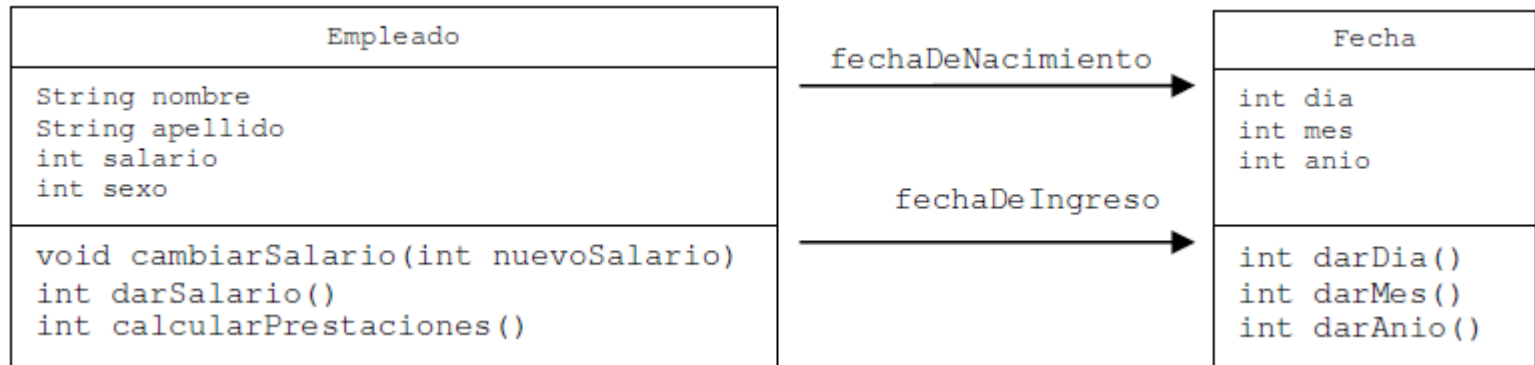 Empleado
String nombre
String apellido
int salario
int sexo
void cambiarSalario(int nuevoSalario)
int darSalario()
int calcularPrestaciones()
fechaDeNacimiento
fechaDeIngreso
Fecha
int dia
int mes
int anio
int darDia()
int darMes()
int darAnio()